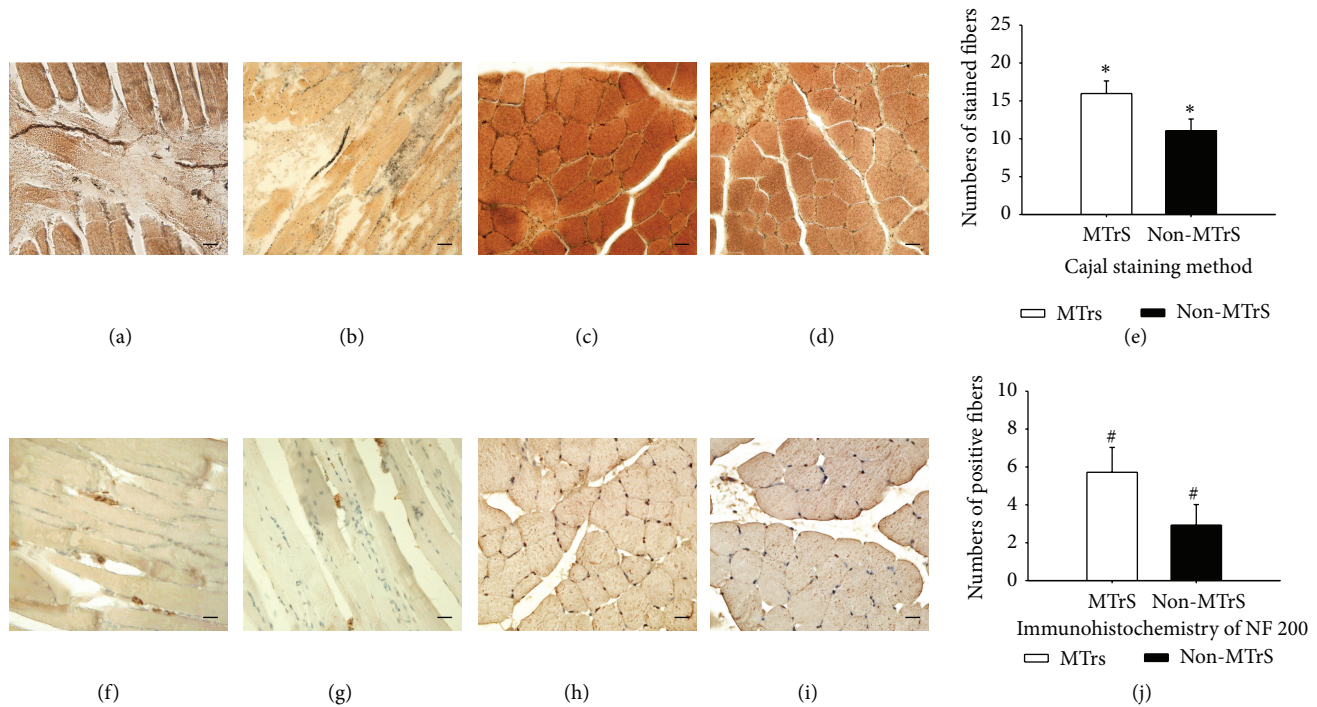 25
20
15
10
5
0
Numbers of stained fibers
*
*
MTrS Non-MTrS
Cajal staining method
MTrs Non-MTrS
(a) (b) (c) (d) (e)
10
8
6
4
2
0
Numbers of positive fibers
#
#
MTrS Non-MTrS
Immunohistochemistry of NF 200
MTrs Non-MTrS
(f) (g) (h) (i) (j)